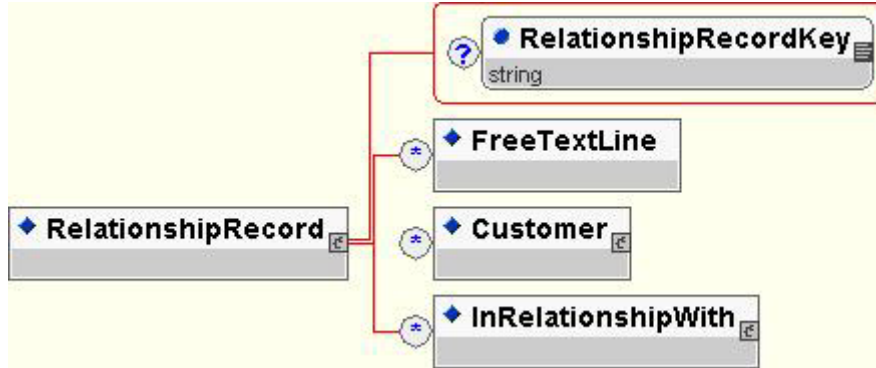 RelationshipRecordKey
?
string
FreeTextLine
*
RelationshipRecord
Customer
*
InRelationshipWith
*